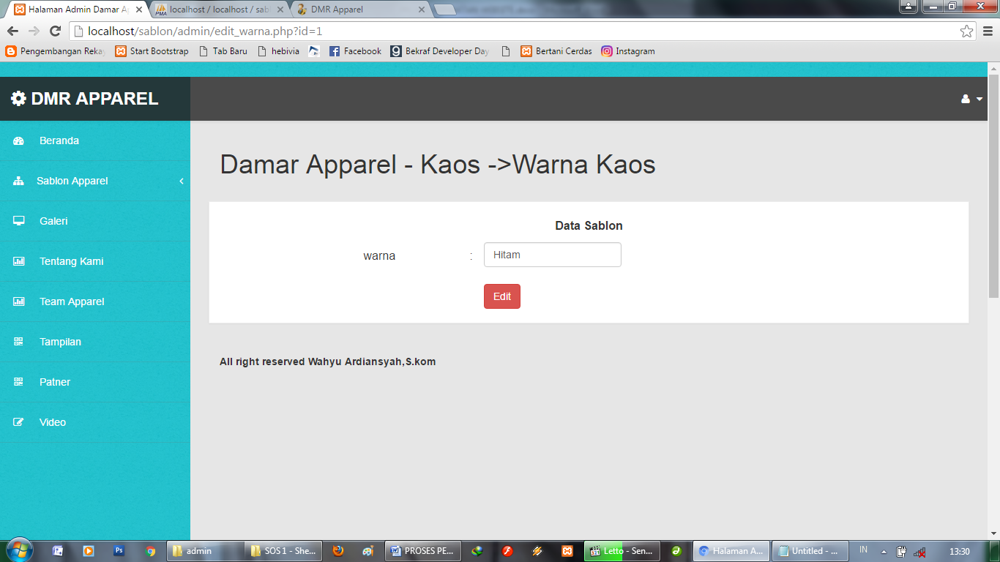 Halaman Admin Damar A
localhost / localhost / sab
DMR Apparel
localhost/sablon/admin/edit_warna.php?id=1
Pengembangan Reka
Start Bootstrap
Tab Baru
hebivia
Facebook
Bekraf Developer Day
Bertani Cerdas
Instagram
DMR APPAREL
Beranda
Sablon Apparel
Galeri
Tentang Kami
Team Apparel
Tampilan
Patner
Video
Damar Apparel - Kaos ->Warna Kaos
Data Sablon
warna : Hitam
Edit
All right reserved Wahyu Ardiansyah,S.kom
admin
SOS 1 - She...
PROSES PE...
Letto - Sen...
Halaman A...
Untitled - ...
IN
13:30